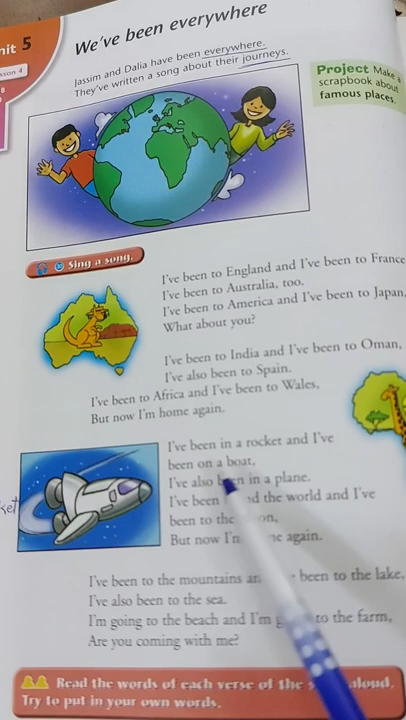 nit 5
sson 4
8
We've been everywhere
Jassim and Dalia have been everywhere.
They've written a song about their journeys.
Project Make a
scrapbook about
famous places.
Sing a song.
I've been to England and I've been to France
I've been to Australia, too.
I've been to America and I've been to Japan,
What about you?
I've been to India and I've been to Oman,
I've also been to Spain.
I've been to Africa and I've been to Wales,
But now I'm home again.
I've been in a rocket and I've
been on a boat,
I've also been in a plane.
I've been the world and I've
been to the
But now again.
ket
I've been to the mountains been to the lake,
I've also been to the sea.
I'm going to the beach and I'm to the farm,
Are you coming with me?
Read the words of each verse of the aloud.
Try to put in your own words.